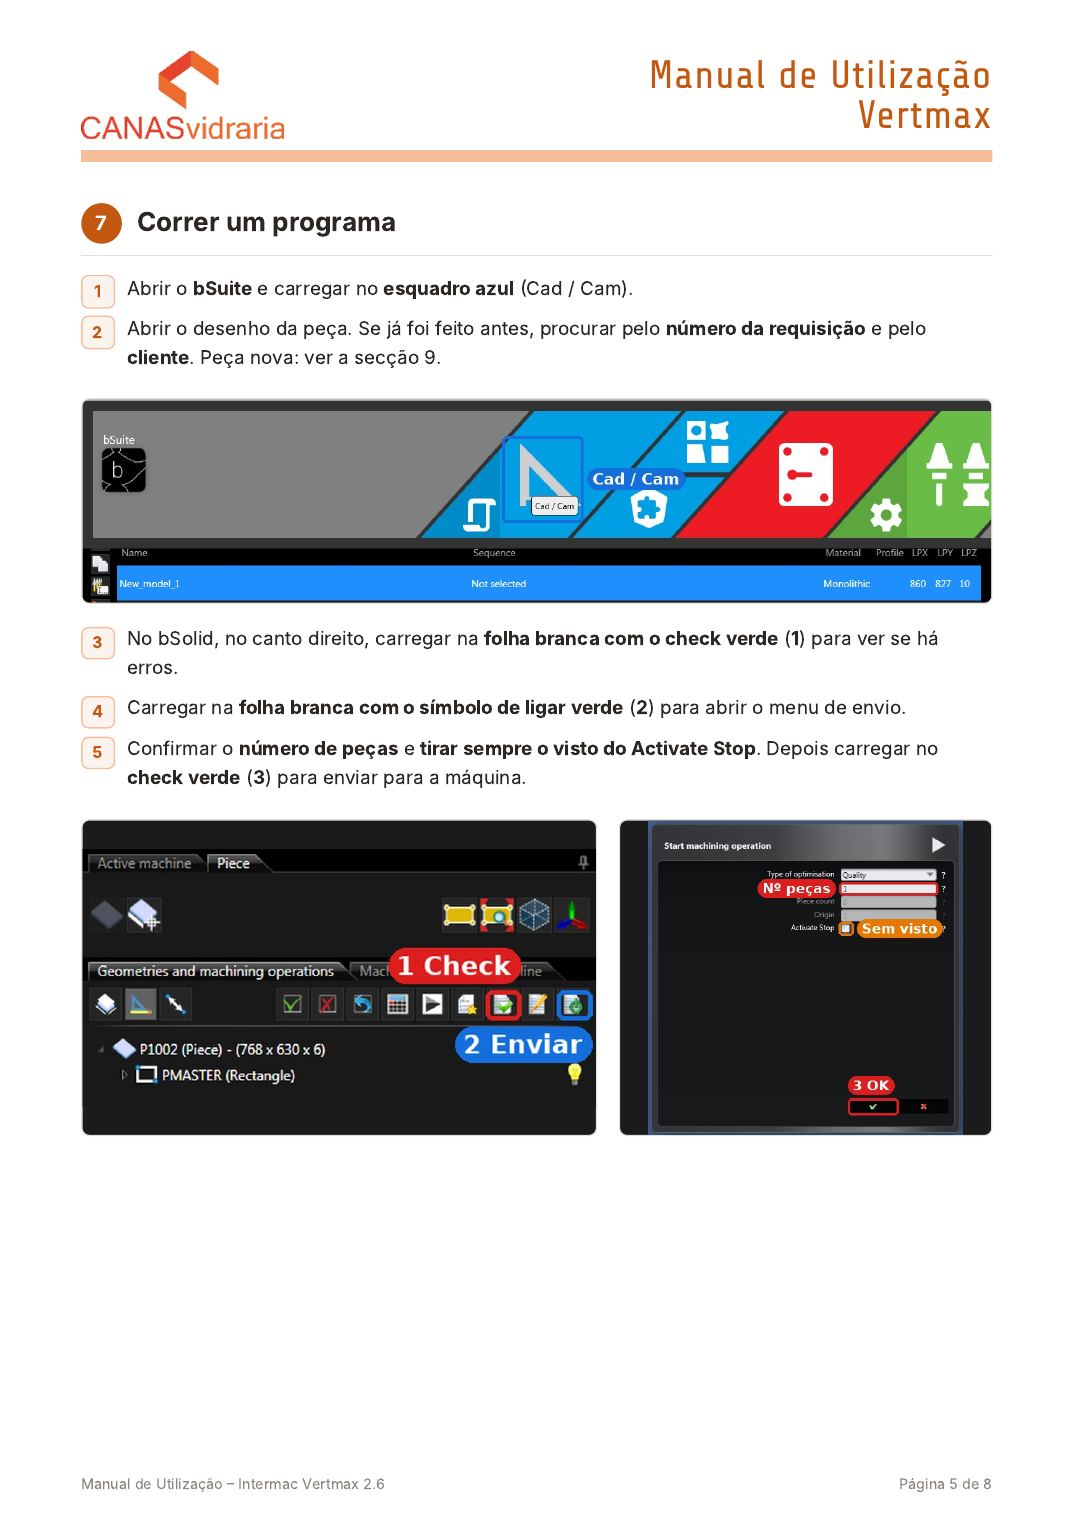 CANASvidraria
Manual de Utilização
Vertmax
7 Correr um programa
1 Abrir o bSuite e carregar no esquadro azul (Cad / Cam).
2 Abrir o desenho da peça. Se já foi feito antes, procurar pelo número da requisição e pelo
cliente. Peça nova: ver a secção 9.
bSuite
b
Cad / Cam
Cad / Cam
Name Sequence Material Profile LPX LPY LPZ
New_model_1 Not selected Monolithic 860 827 10
3 No bSolid, no canto direito, carregar na folha branca com o check verde (1) para ver se há
erros.
4 Carregar na folha branca com o símbolo de ligar verde (2) para abrir o menu de envio.
5 Confirmar o número de peças e tirar sempre o visto do Activate Stop. Depois carregar no
check verde (3) para enviar para a máquina.
Active machine Piece
1 Check
Geometries and machining operations
2 Enviar
P1002 (Piece) - (768 x 630 x 6)
PMASTER (Rectangle)
Start machining operation
Type of optimisation Quality ?
Nº peças 1 ?
Piece count
Origin
Activate Stop Sem visto ?
3 OK
Manual de Utilização – Intermac Vertmax 2.6
Página 5 de 8